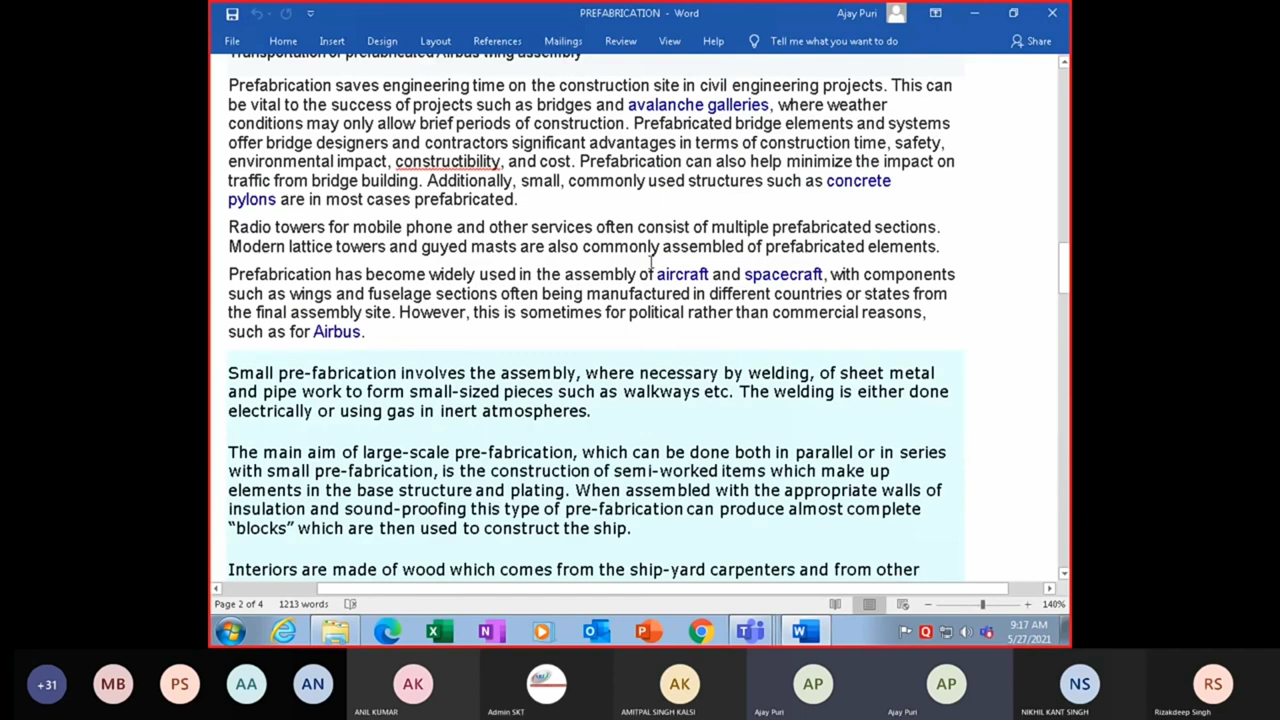 PREFABRICATION - Word
Ajay Puri
File Home Insert Design Layout References Mailings Review View Help Tell me what you want to do Share
Transportation of prefabricated Airbus wing assembly
Prefabrication saves engineering time on the construction site in civil engineering projects. This can
be vital to the success of projects such as bridges and avalanche galleries, where weather
conditions may only allow brief periods of construction. Prefabricated bridge elements and systems
offer bridge designers and contractors significant advantages in terms of construction time, safety,
environmental impact, constructibility, and cost. Prefabrication can also help minimize the impact on
traffic from bridge building. Additionally, small, commonly used structures such as concrete
pylons are in most cases prefabricated.
Radio towers for mobile phone and other services often consist of multiple prefabricated sections.
Modern lattice towers and guyed masts are also commonly assembled of prefabricated elements.
Prefabrication has become widely used in the assembly of aircraft and spacecraft, with components
such as wings and fuselage sections often being manufactured in different countries or states from
the final assembly site. However, this is sometimes for political rather than commercial reasons,
such as for Airbus.
Small pre-fabrication involves the assembly, where necessary by welding, of sheet metal
and pipe work to form small-sized pieces such as walkways etc. The welding is either done
electrically or using gas in inert atmospheres.
The main aim of large-scale pre-fabrication, which can be done both in parallel or in series
with small pre-fabrication, is the construction of semi-worked items which make up
elements in the base structure and plating. When assembled with the appropriate walls of
insulation and sound-proofing this type of pre-fabrication can produce almost complete
“blocks” which are then used to construct the ship.
Interiors are made of wood which comes from the ship-yard carpenters and from other
Page 2 of 4 1213 words 140%
9:17 AM
5/27/2021
+31 MB PS AA AN AK AK AP AP NS RS
ANIL KUMAR Admin SKT AMITPAL SINGH KALSI Ajay Puri Ajay Puri NIKHIL KANT SINGH Rizakdeep Singh